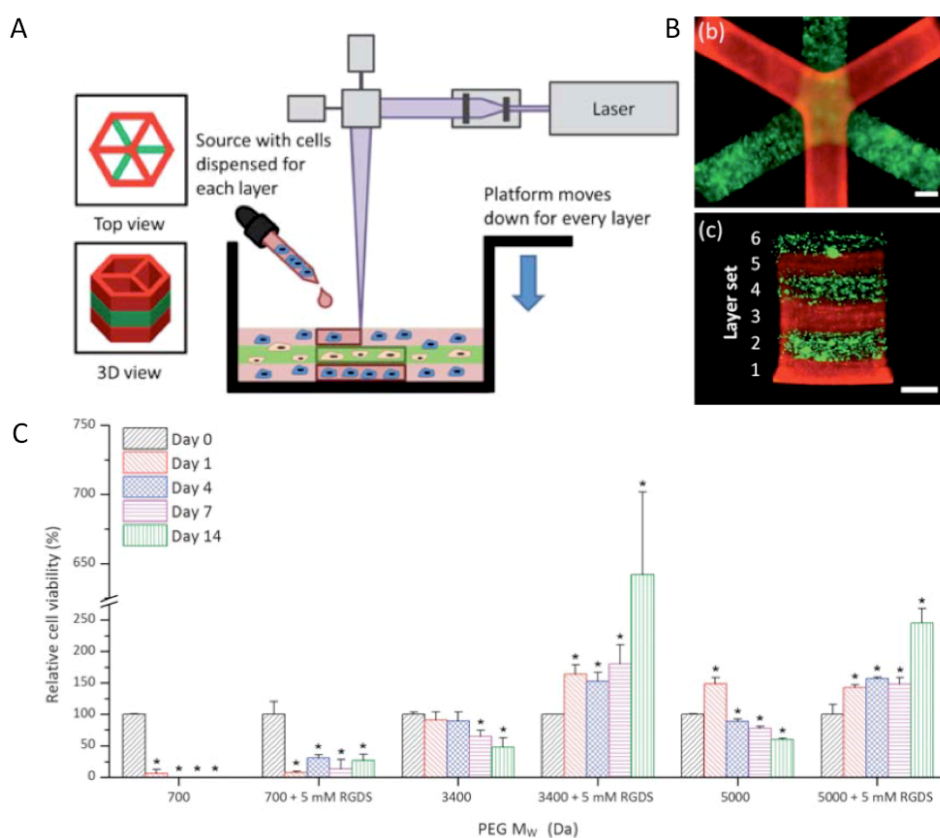 A
Top view
3D view
Source with cells
dispensed for
each layer
Laser
Platform moves
down for every layer
B
(b)
(c)
Layer set
6
5
4
3
2
1
C
Relative cell viability (%)
750
700
650
250
200
150
100
50
0
Day 0
Day 1
Day 4
Day 7
Day 14
* * * *
* * * *
* *
* * * *
* * * *
* * * *
700
700 + 5 mM RGDS
3400
3400 + 5 mM RGDS
5000
5000 + 5 mM RGDS
PEG MW (Da)